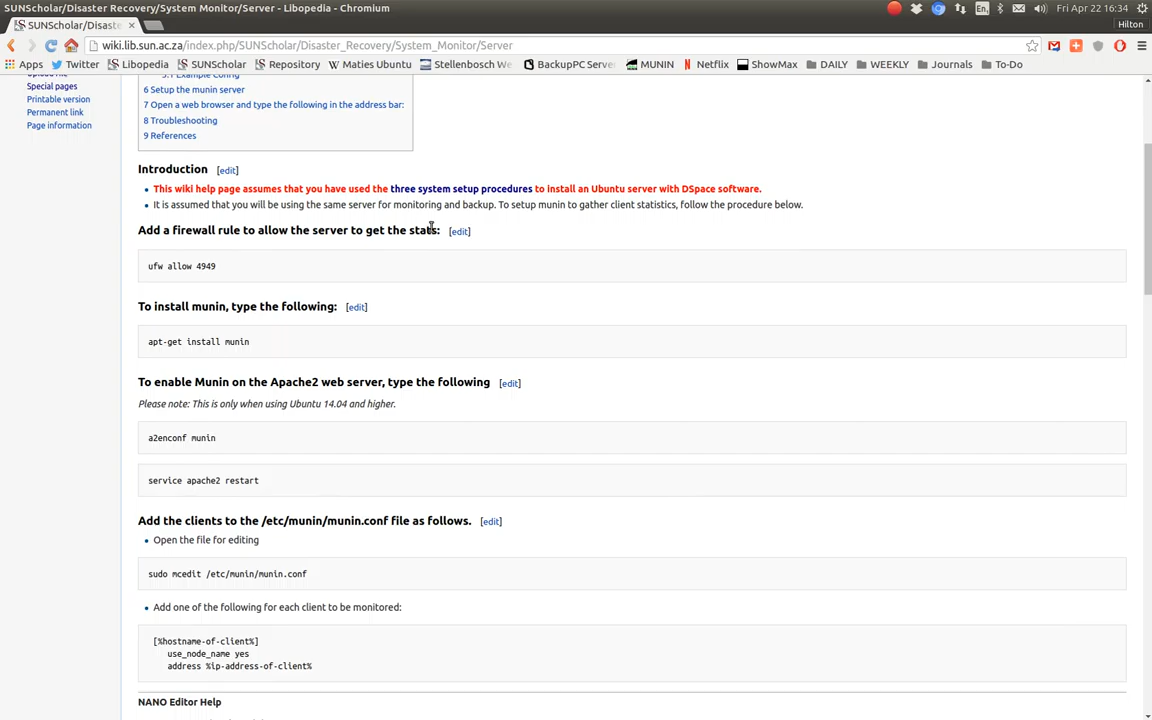 SUNScholar/Disaster Recovery/System Monitor/Server - Libopedia - Chromium
En
Fri Apr 22 16:34
SUNScholar/Disaste
Hilton
wiki.lib.sun.ac.za/index.php/SUNScholar/Disaster_Recovery/System_Monitor/Server
Apps Twitter Libopedia SUNScholar Repository Maties Ubuntu Stellenbosch We BackupPC Serve MUNIN Netflix ShowMax DAILY WEEKLY Journals To-Do
Upload file
Special pages
Printable version
Permanent link
Page information
5.1 Example Config
6 Setup the munin server
7 Open a web browser and type the following in the address bar:
8 Troubleshooting
9 References
Introduction [edit]
This wiki help page assumes that you have used the three system setup procedures to install an Ubuntu server with DSpace software.
It is assumed that you will be using the same server for monitoring and backup. To setup munin to gather client statistics, follow the procedure below.
Add a firewall rule to allow the server to get the stats: [edit]
ufw allow 4949
To install munin, type the following: [edit]
apt-get install munin
To enable Munin on the Apache2 web server, type the following [edit]
Please note: This is only when using Ubuntu 14.04 and higher.
a2enconf munin
service apache2 restart
Add the clients to the /etc/munin/munin.conf file as follows. [edit]
Open the file for editing
sudo mcedit /etc/munin/munin.conf
Add one of the following for each client to be monitored:
[%hostname-of-client%]
use_node_name yes
address %ip-address-of-client%
NANO Editor Help